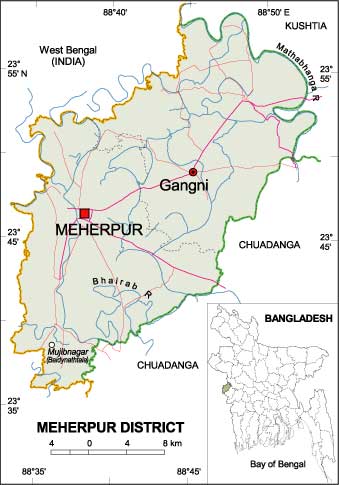 88°40'
88°50' E
KUSHTIA
West Bengal
(INDIA)
23°
55' N
23°
55'
Mathabhanga R
Gangni
MEHERPUR
23°
45'
23°
45'
CHUADANGA
Bhairab R
Mujibnagar
(Baidynathtala)
CHUADANGA
BANGLADESH
23°
35'
MEHERPUR DISTRICT
4 0 4 8 km
Bay of Bengal
88°35'
88°45'